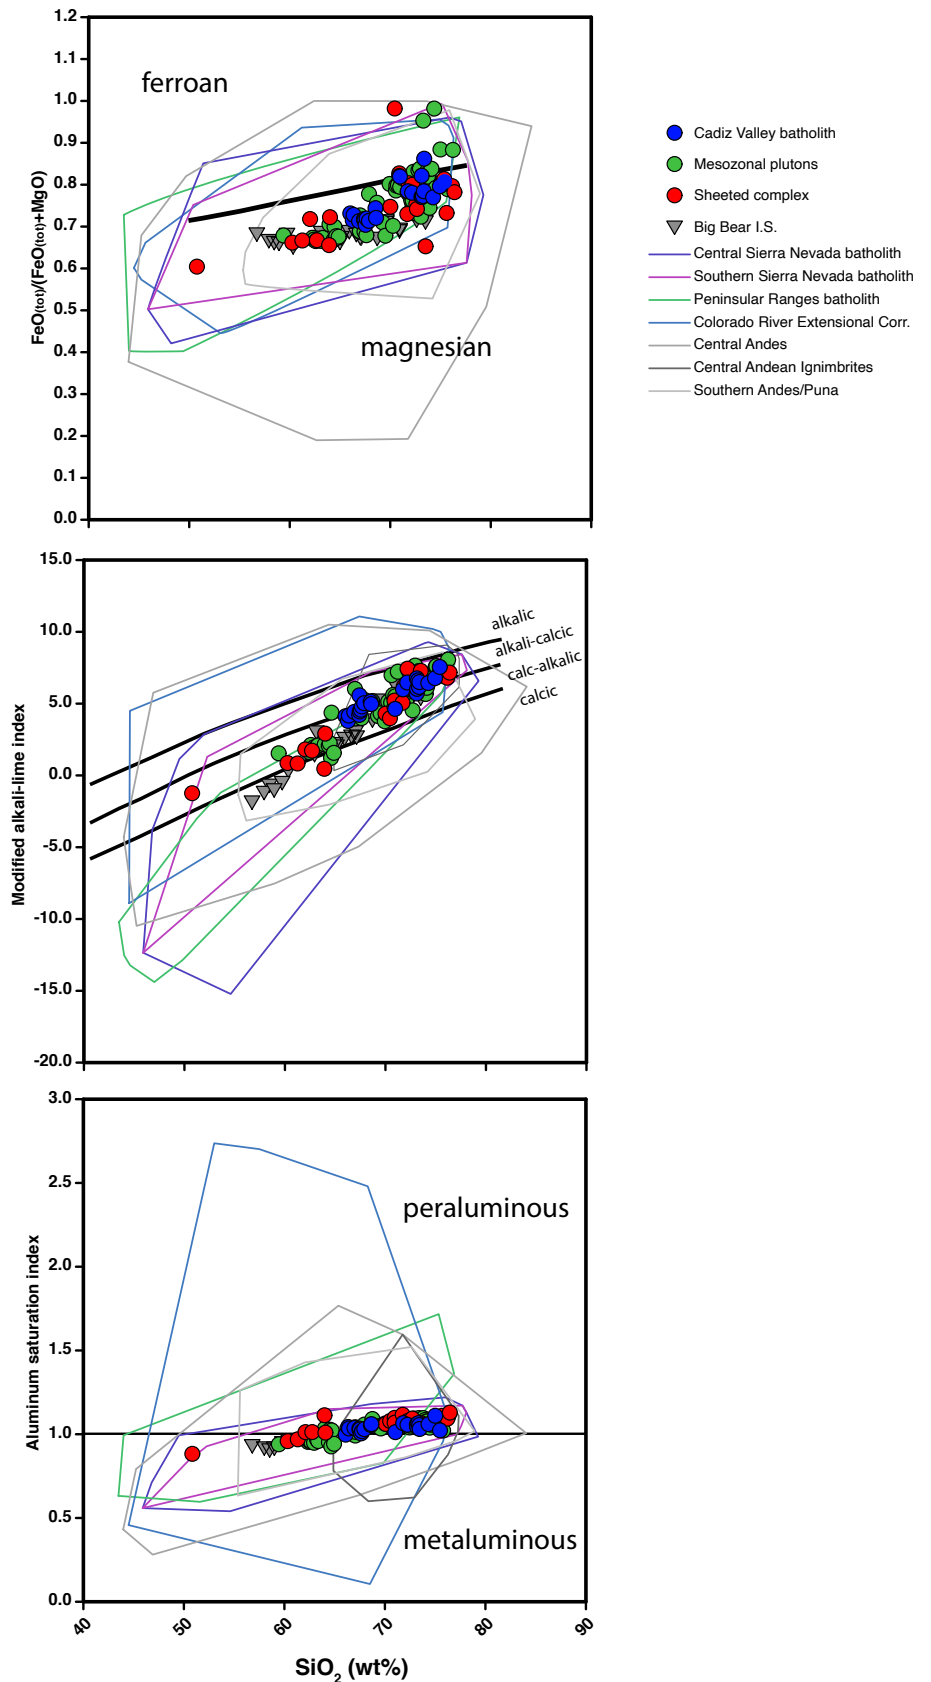 1.2
1.1
1.0
0.9
0.8
0.7
0.6
0.5
0.4
0.3
0.2
0.1
0.0
FeO(tot)/(FeO(tot)+MgO)
ferroan
magnesian
Cadiz Valley batholith
Mesozonal plutons
Sheeted complex
Big Bear I.S.
Central Sierra Nevada batholith
Southern Sierra Nevada batholith
Peninsular Ranges batholith
Colorado River Extensional Corr.
Central Andes
Central Andean Ignimbrites
Southern Andes/Puna
15.0
10.0
5.0
0.0
-5.0
-10.0
-15.0
-20.0
Modified alkali-lime index
alkalic
alkali-calcic
calc-alkalic
calcic
3.0
2.5
2.0
1.5
1.0
0.5
0.0
Aluminum saturation index
peraluminous
metaluminous
40 50 60 70 80 90
SiO2 (wt%)